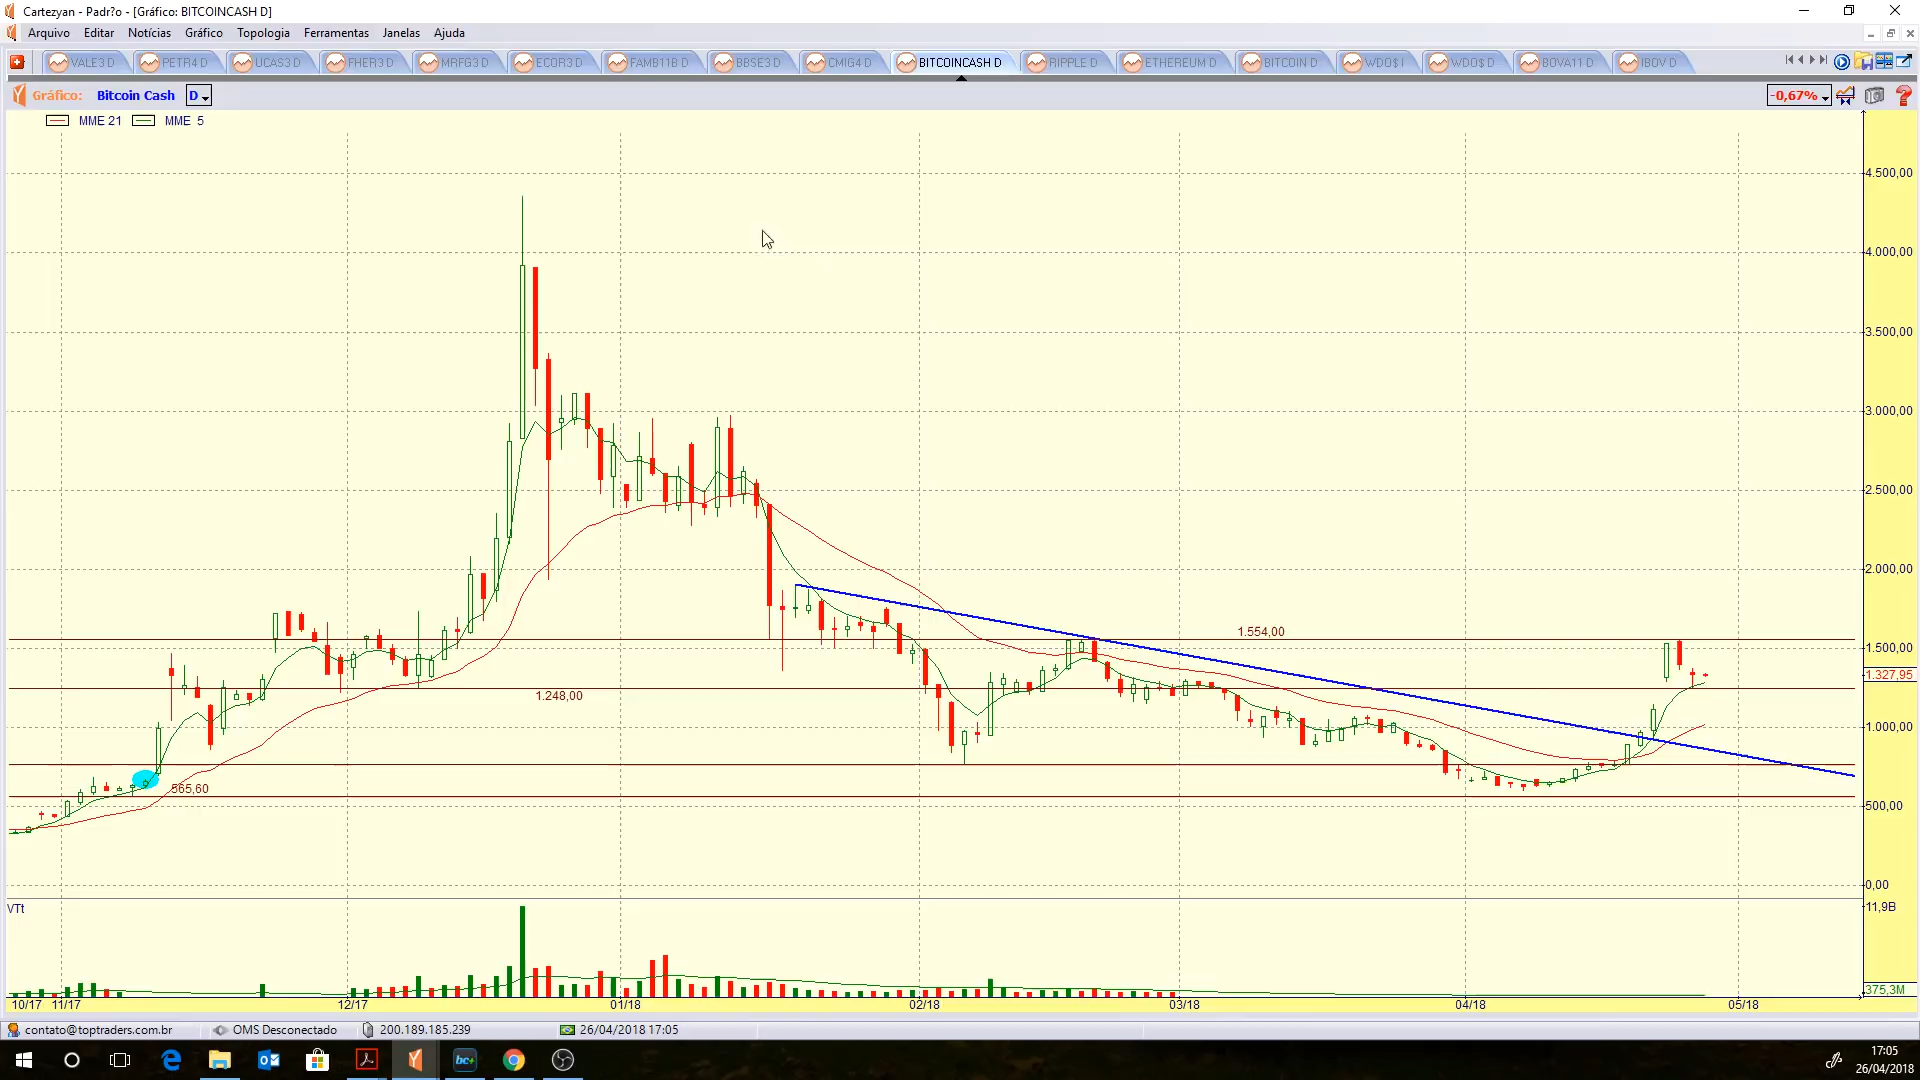 Cartezyan - Padr?o - [Gráfico: BITCOINCASH D]
Arquivo Editar Notícias Gráfico Topologia Ferramentas Janelas Ajuda
VALE3 D PETR4 D UCAS3 D FHER3 D MRFG3 D ECOR3 D FAMB11B D BBSE3 D CMIG4 D BITCOINCASH D RIPPLE D ETHEREUM D BITCOIN D WDO$ I WDO$ D BOVA11 D IBOV D
Gráfico: Bitcoin Cash D -0,67%
MME 21 MME 5
4.500,00
4.000,00
3.500,00
3.000,00
2.500,00
2.000,00
1.554,00
1.500,00
1.327,95
1.248,00
1.000,00
565,60
500,00
0,00
VTt
11,9B
375,3M
10/17 11/17 12/17 01/18 02/18 03/18 04/18 05/18
contato@toptraders.com.br OMS Desconectado 200.189.185.239 26/04/2018 17:05
bc+
17:05
26/04/2018